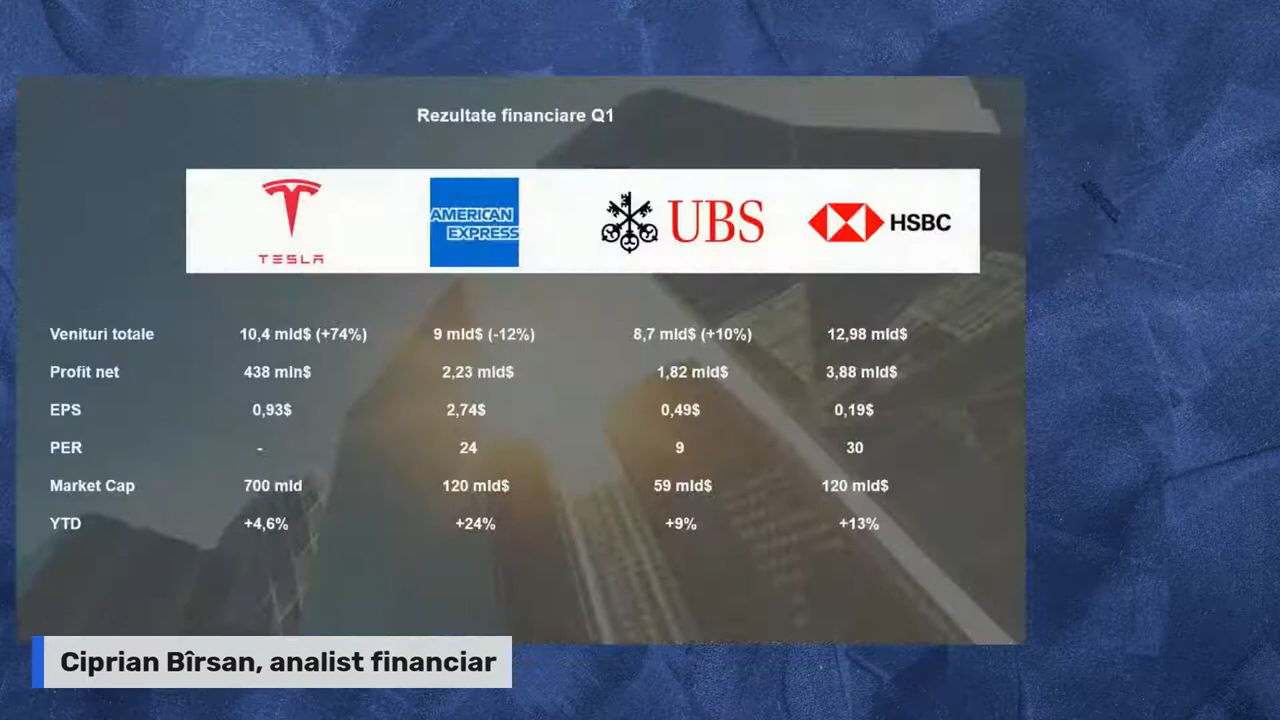 Rezultate financiare Q1
TESLA
AMERICAN
EXPRESS
UBS
HSBC
Venituri totale 10,4 mld$ (+74%) 9 mld$ (-12%) 8,7 mld$ (+10%) 12,98 mld$
Profit net 438 mln$ 2,23 mld$ 1,82 mld$ 3,88 mld$
EPS 0,93$ 2,74$ 0,49$ 0,19$
PER - 24 9 30
Market Cap 700 mld 120 mld$ 59 mld$ 120 mld$
YTD +4,6% +24% +9% +13%
Ciprian Bîrsan, analist financiar